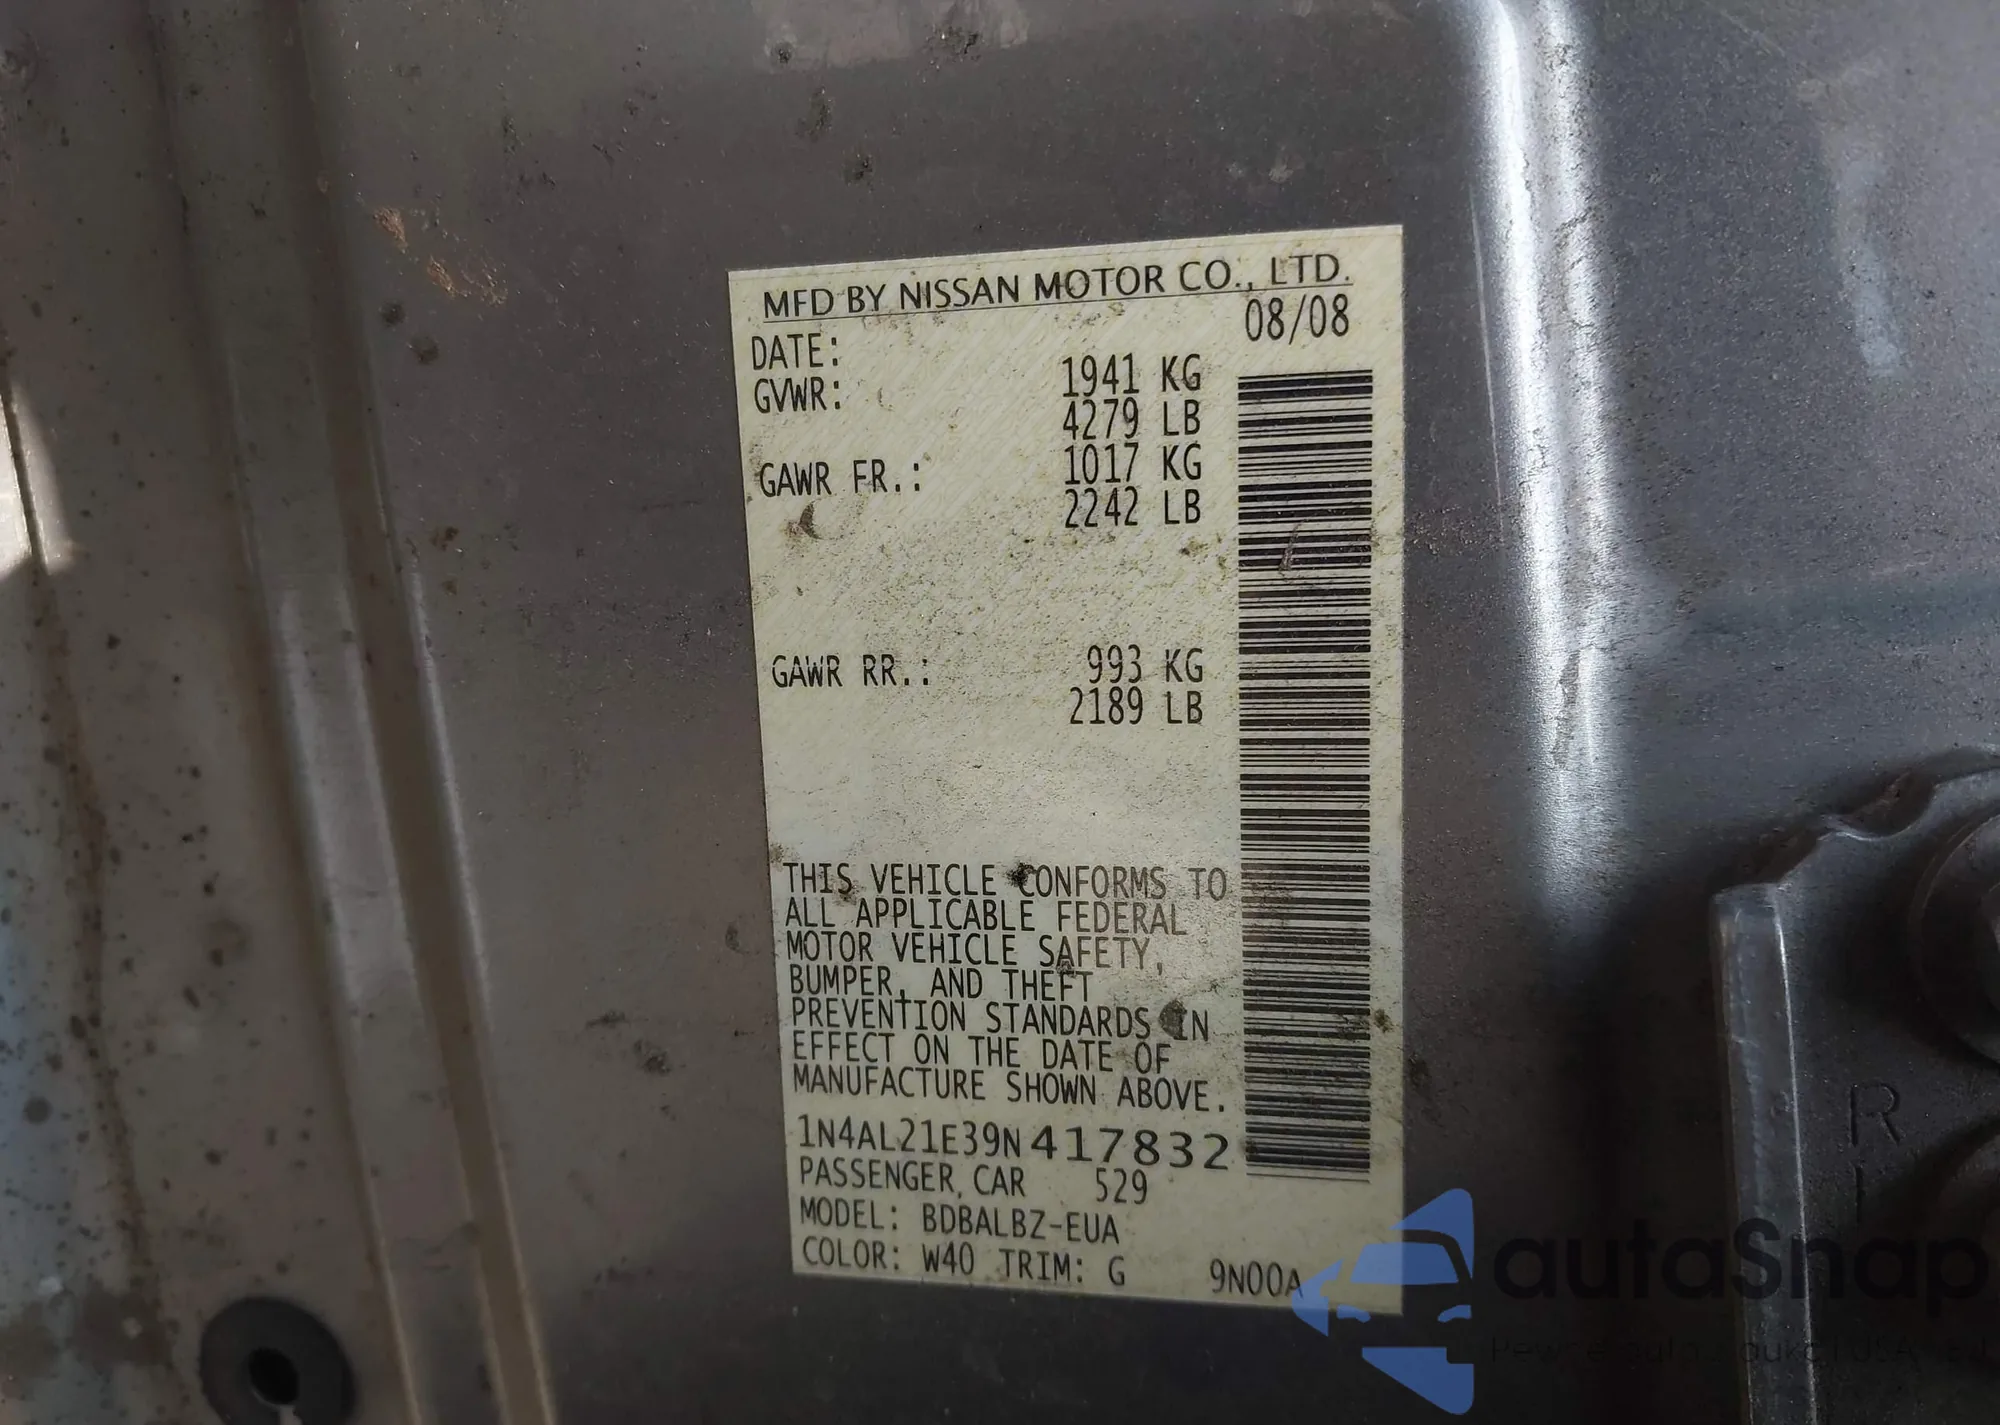 MFD BY NISSAN MOTOR CO., LTD.
DATE: 08/08
GVWR: 1941 KG
4279 LB
GAWR FR.: 1017 KG
2242 LB
GAWR RR.: 993 KG
2189 LB
THIS VEHICLE CONFORMS TO
ALL APPLICABLE FEDERAL
MOTOR VEHICLE SAFETY,
BUMPER, AND THEFT
PREVENTION STANDARDS IN
EFFECT ON THE DATE OF
MANUFACTURE SHOWN ABOVE.
1N4AL21E39N417832
PASSENGER CAR 529
MODEL: BDBALBZ-EUA
COLOR: W40 TRIM: G 9N00A
R
autoSnap